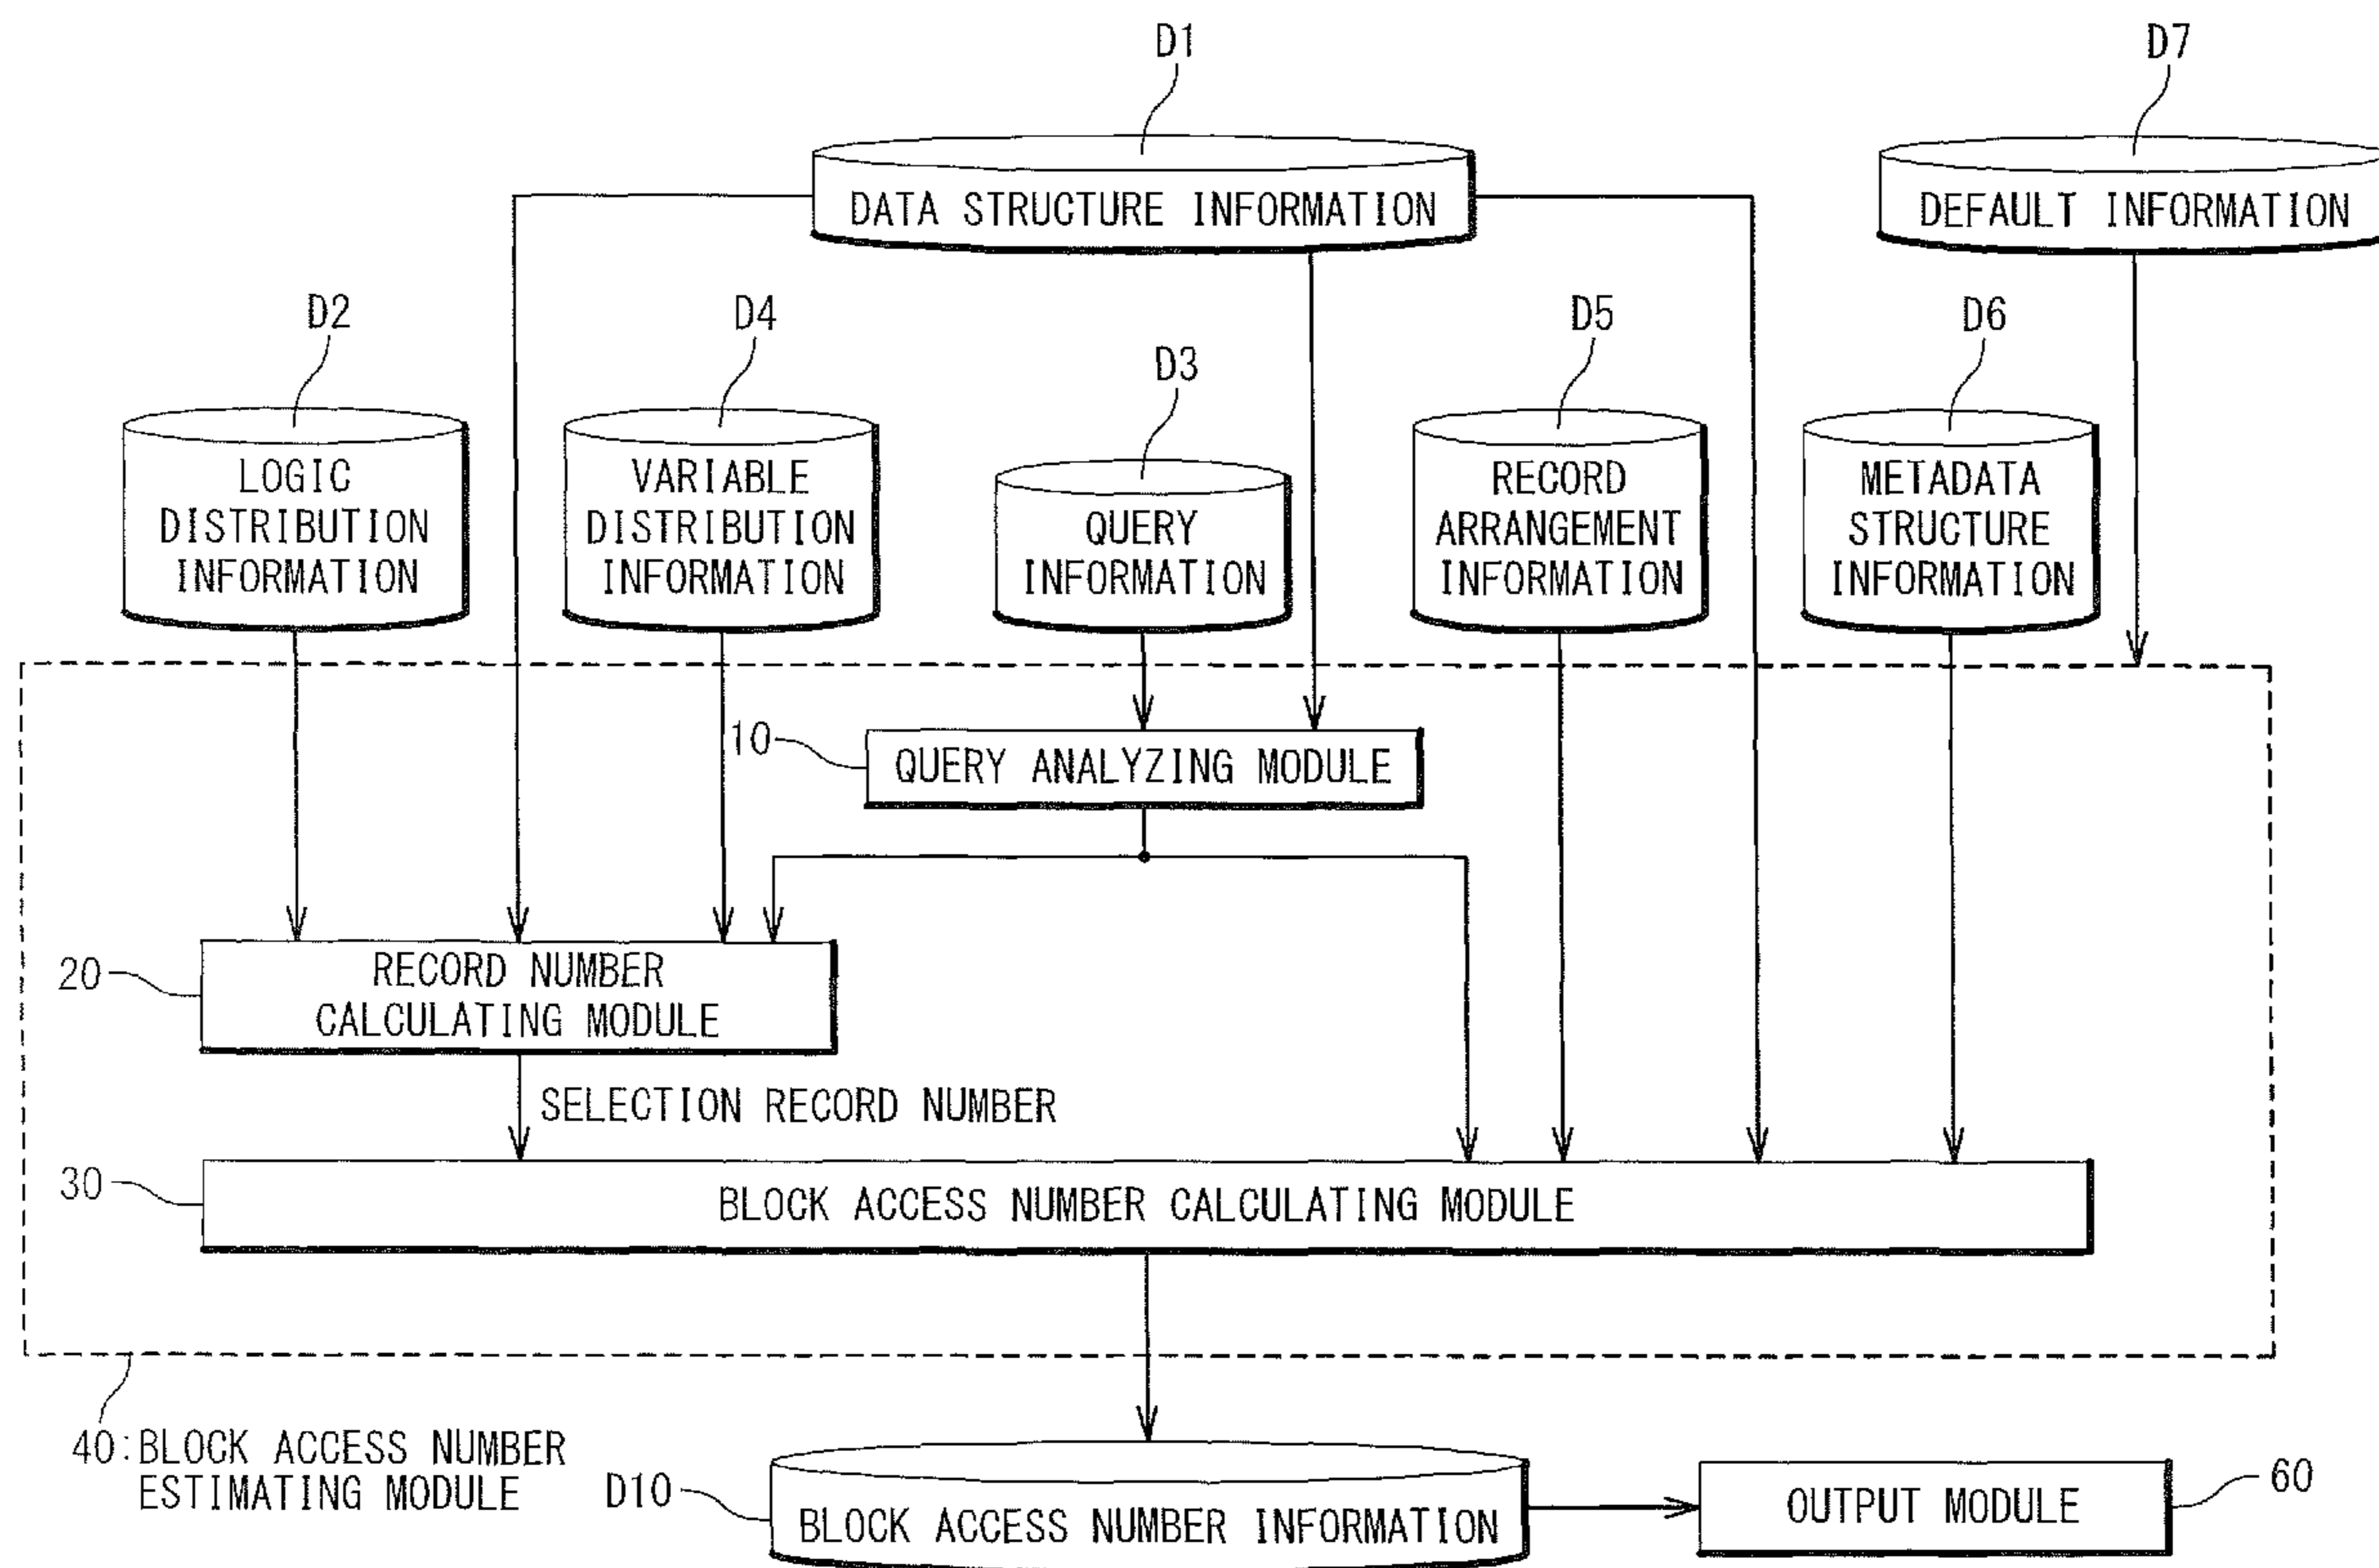 D1
D7
DATA STRUCTURE INFORMATION
DEFAULT INFORMATION
D2
D4
D3
D5
D6
LOGIC
DISTRIBUTION
INFORMATION
VARIABLE
DISTRIBUTION
INFORMATION
QUERY
INFORMATION
RECORD
ARRANGEMENT
INFORMATION
METADATA
STRUCTURE
INFORMATION
10
QUERY ANALYZING MODULE
20
RECORD NUMBER
CALCULATING MODULE
SELECTION RECORD NUMBER
30
BLOCK ACCESS NUMBER CALCULATING MODULE
40:BLOCK ACCESS NUMBER
ESTIMATING MODULE
D10
BLOCK ACCESS NUMBER INFORMATION
OUTPUT MODULE
60